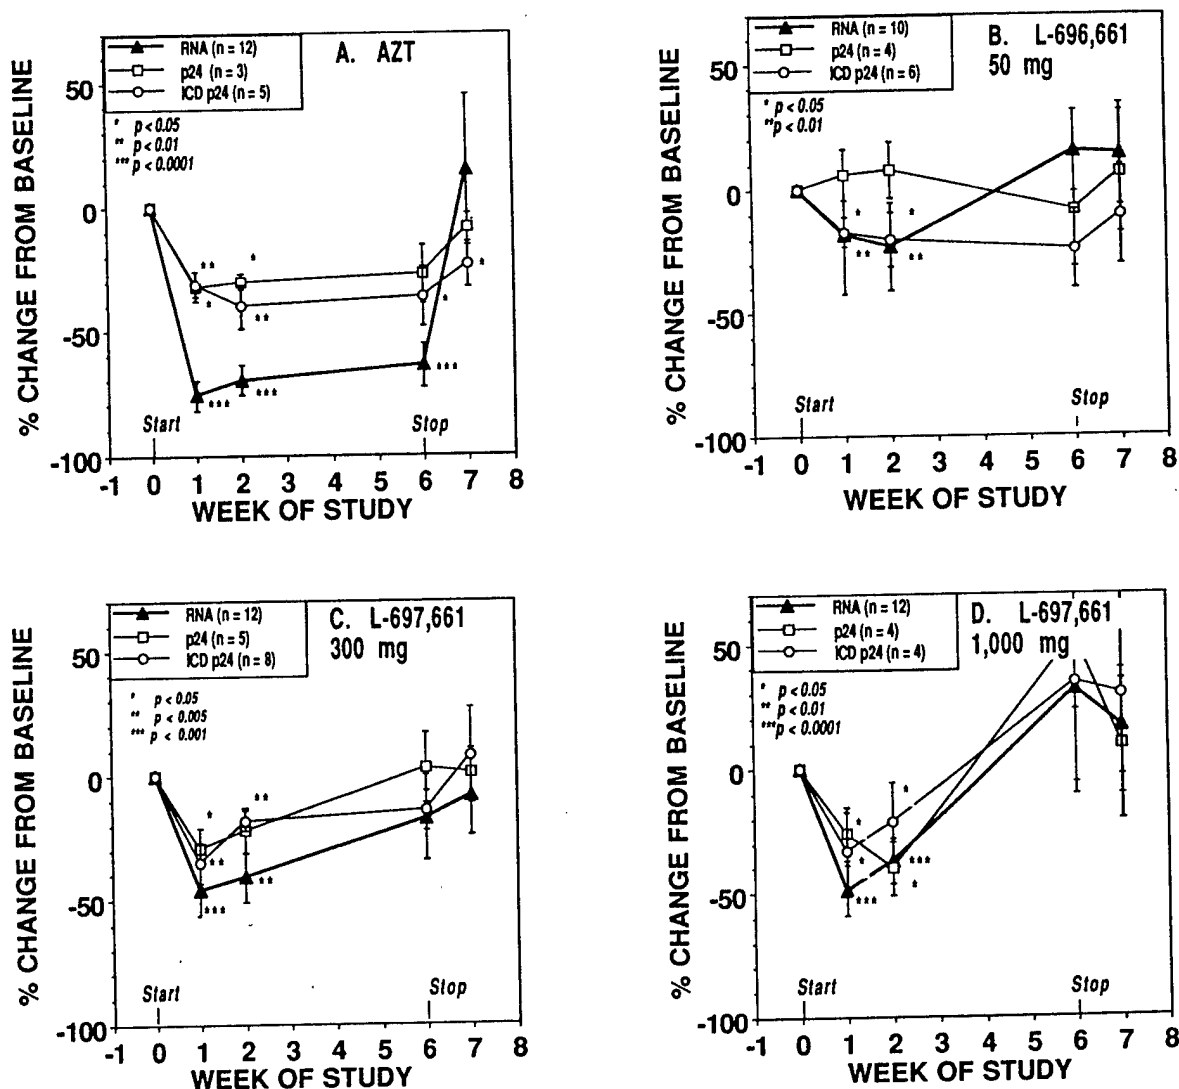 RNA (n = 12)
p24 (n = 3)
ICD p24 (n = 5)
A. AZT
* p < 0.05
** p < 0.01
*** p < 0.0001
% CHANGE FROM BASELINE
50
0
-50
-100
** *
* **
*
*
*** *** ***
Start
Stop
-1 0 1 2 3 4 5 6 7 8
WEEK OF STUDY
RNA (n = 10)
p24 (n = 4)
ICD p24 (n = 6)
B. L-696,661
50 mg
* p < 0.05
**p < 0.01
% CHANGE FROM BASELINE
50
0
-50
-100
* *
** **
Start
Stop
-1 0 1 2 3 4 5 6 7 8
WEEK OF STUDY
RNA (n = 12)
p24 (n = 5)
ICD p24 (n = 8)
C. L-697,661
300 mg
* p < 0.05
** p < 0.005
*** p < 0.001
% CHANGE FROM BASELINE
50
0
-50
-100
* **
** **
***
Start
Stop
-1 0 1 2 3 4 5 6 7 8
WEEK OF STUDY
RNA (n = 12)
p24 (n = 4)
ICD p24 (n = 4)
D. L-697,661
1,000 mg
* p < 0.05
** p < 0.01
***p < 0.0001
% CHANGE FROM BASELINE
50
0
-50
-100
* *
* ***
*** *
Start
Stop
-1 0 1 2 3 4 5 6 7 8
WEEK OF STUDY